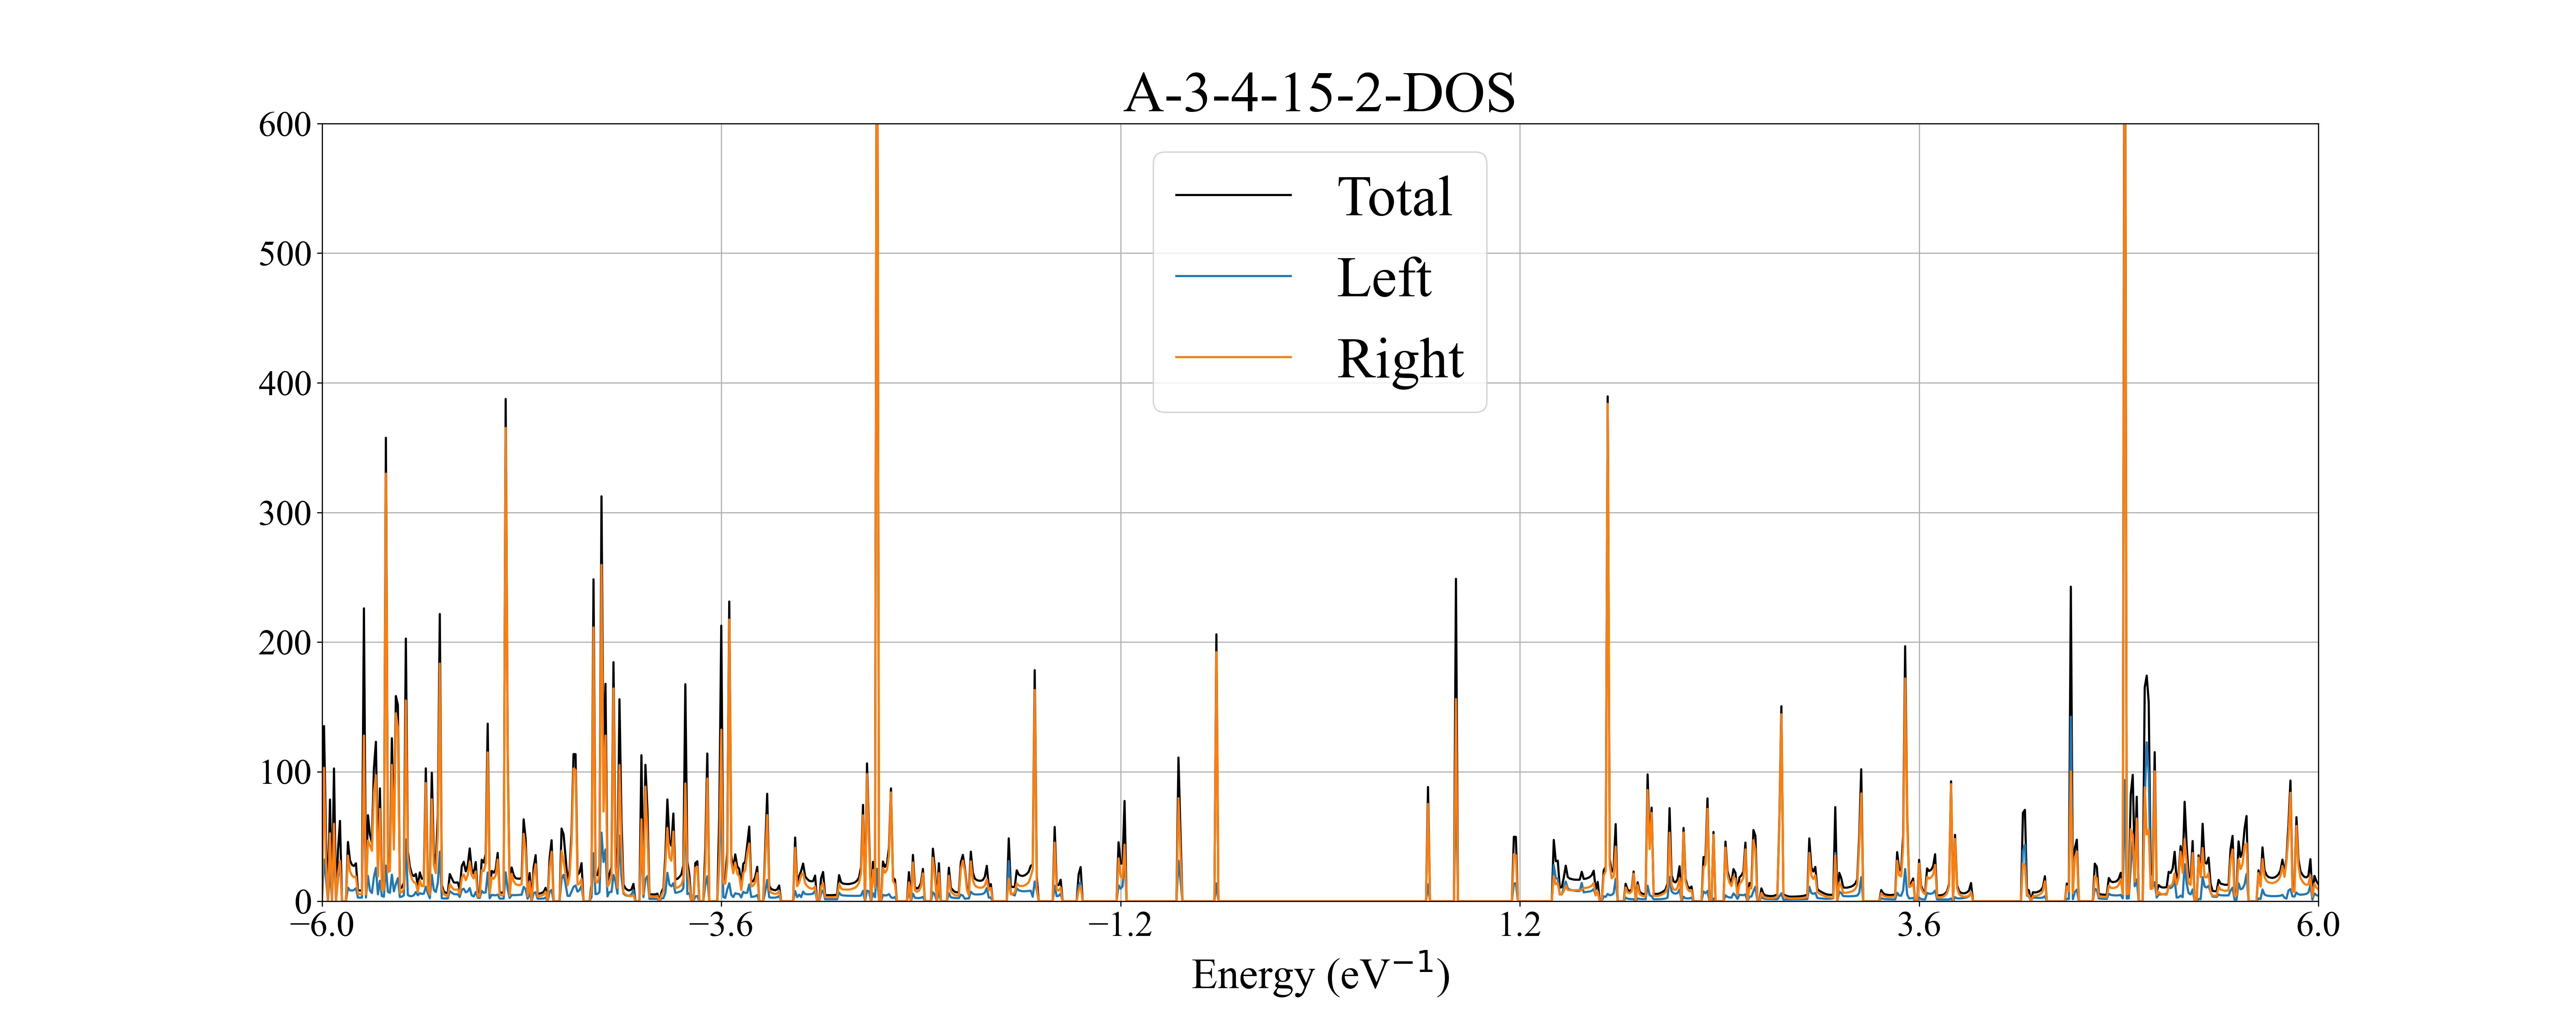 A-3-4-15-2-DOS
600
500
400
300
200
100
0
Total
Left
Right
−6.0 −3.6 −1.2 1.2 3.6 6.0
Energy (eV⁻¹)